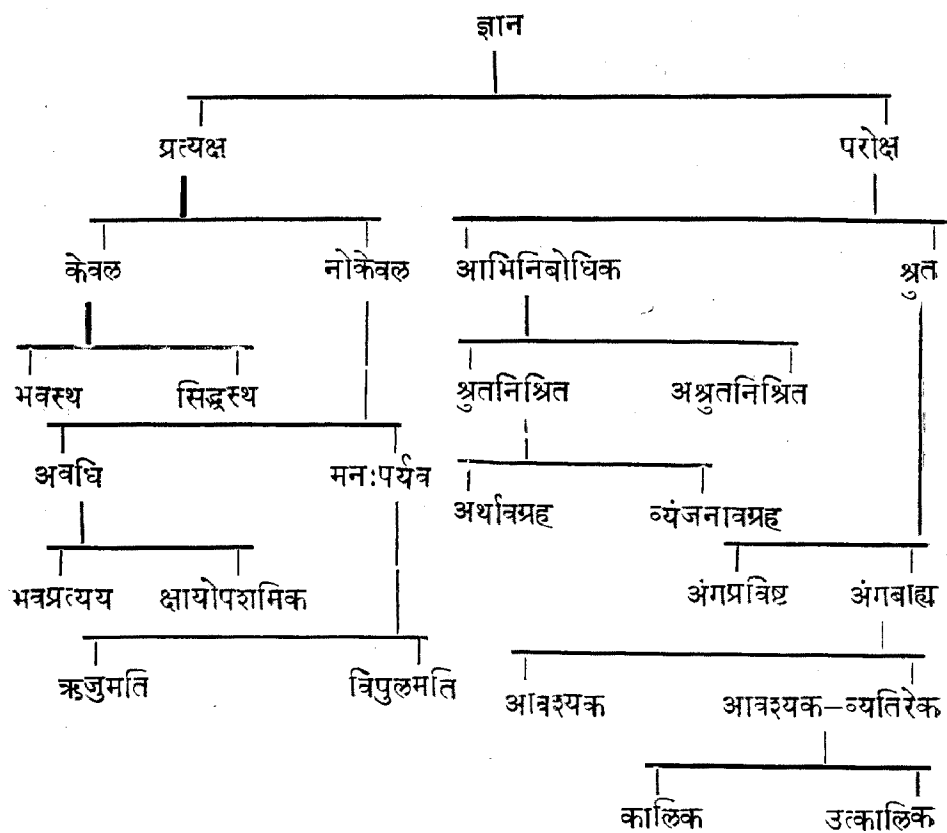 ज्ञान
प्रत्यक्ष परोक्ष
केवल नोकेवल आभिनिबोधिक श्रुत
भवस्थ सिद्धस्थ श्रुतनिश्रित अश्रुतनिश्रित
अवधि मनःपर्यव
अर्थावग्रह व्यंजनावग्रह
भवप्रत्यय क्षायोपशमिक अंगप्रविष्ट अंगबाह्य
ऋजुमति विपुलमति आवश्यक आवश्यक-व्यतिरेक
कालिक उत्कालिक